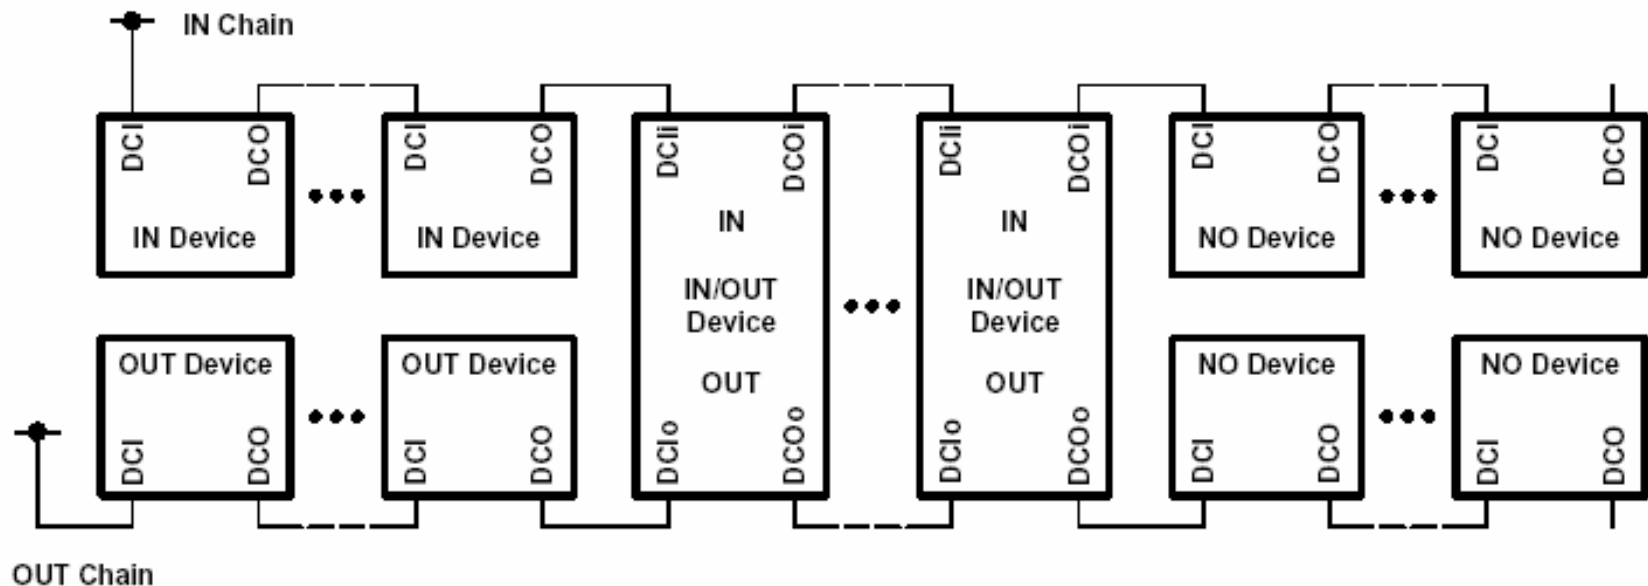 IN Chain
DCI
DCO
IN Device
DCI
DCO
IN Device
DCIi
DCOi
IN
IN/OUT
Device
OUT
DCIo
DCOo
DCIi
DCOi
IN
IN/OUT
Device
OUT
DCIo
DCOo
DCI
DCO
NO Device
DCI
DCO
NO Device
OUT Device
DCI
DCO
OUT Device
DCI
DCO
NO Device
DCI
DCO
NO Device
DCI
DCO
OUT Chain